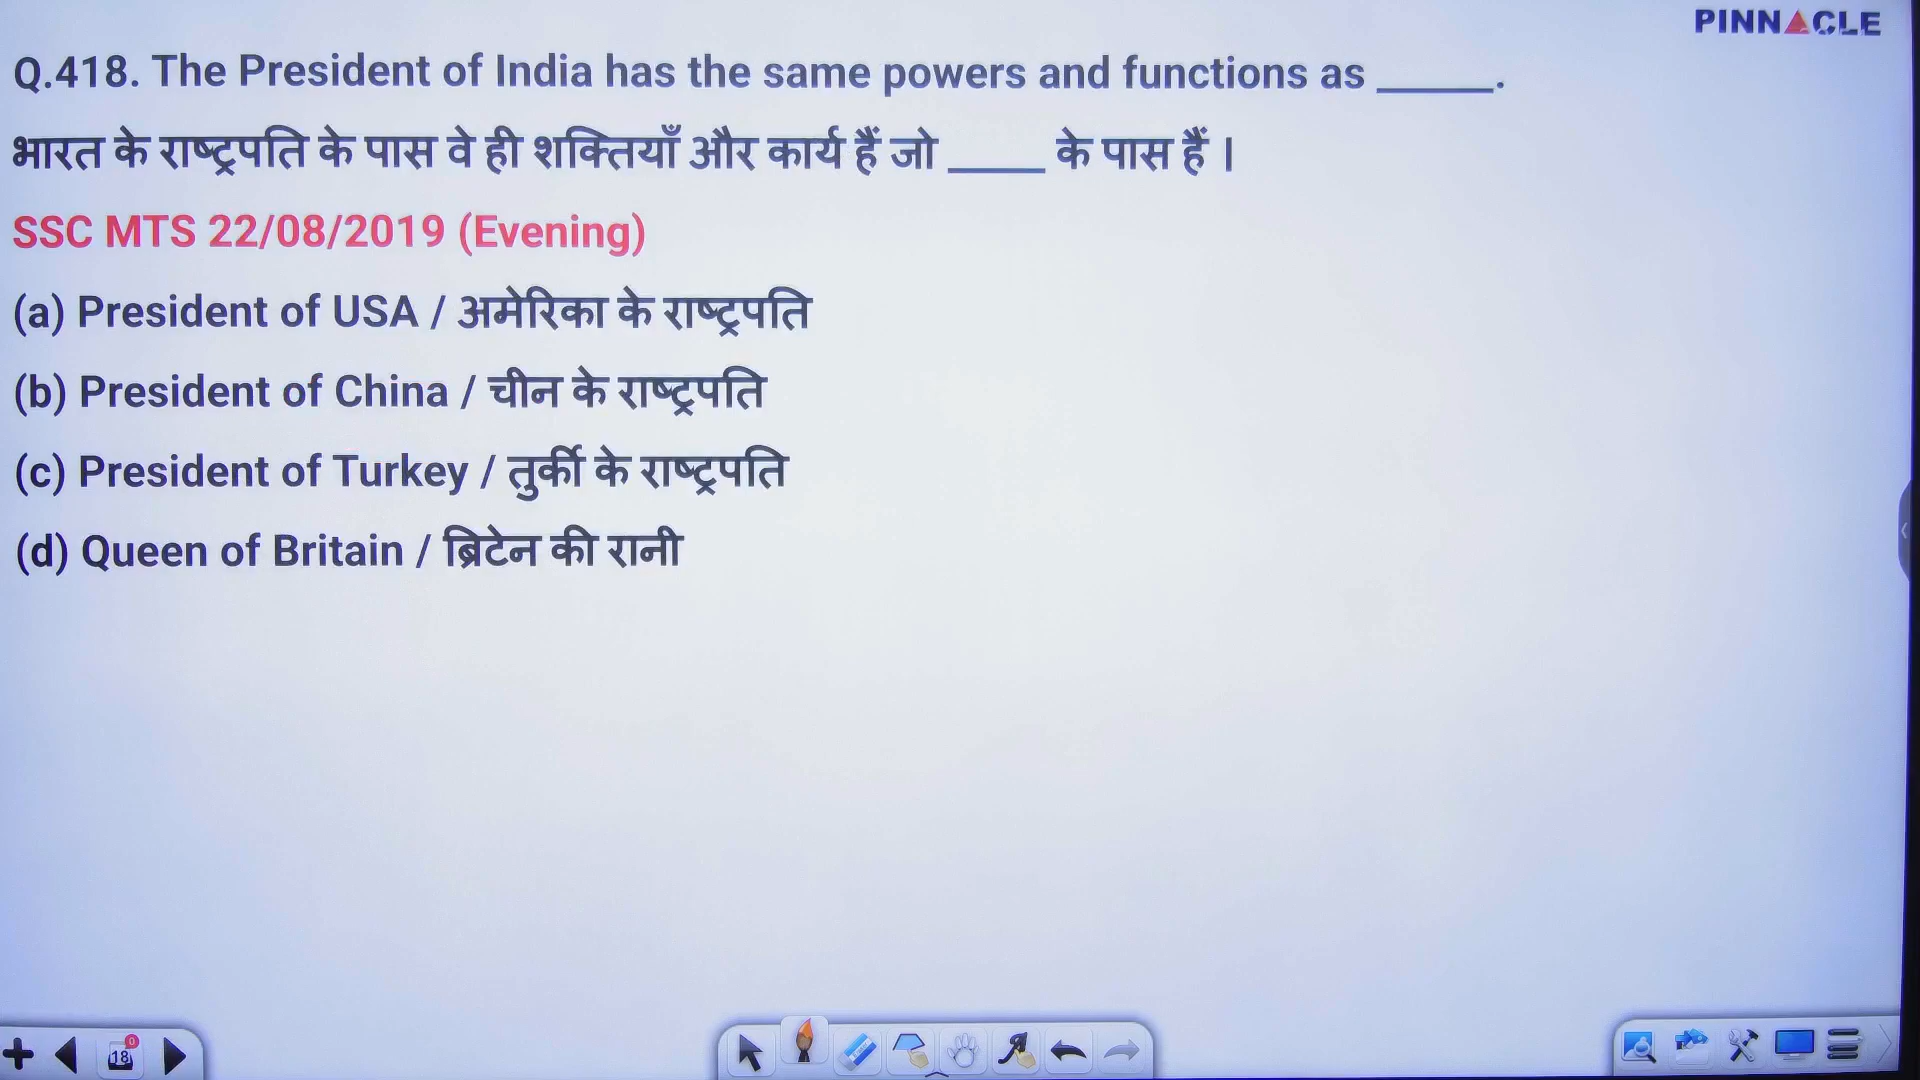 PINNACLE
Q.418. The President of India has the same powers and functions as _____.
भारत के राष्ट्रपति के पास वे ही शक्तियाँ और कार्य हैं जो ____ के पास हैं ।
SSC MTS 22/08/2019 (Evening)
(a) President of USA / अमेरिका के राष्ट्रपति
(b) President of China / चीन के राष्ट्रपति
(c) President of Turkey / तुर्की के राष्ट्रपति
(d) Queen of Britain / ब्रिटेन की रानी
18
0